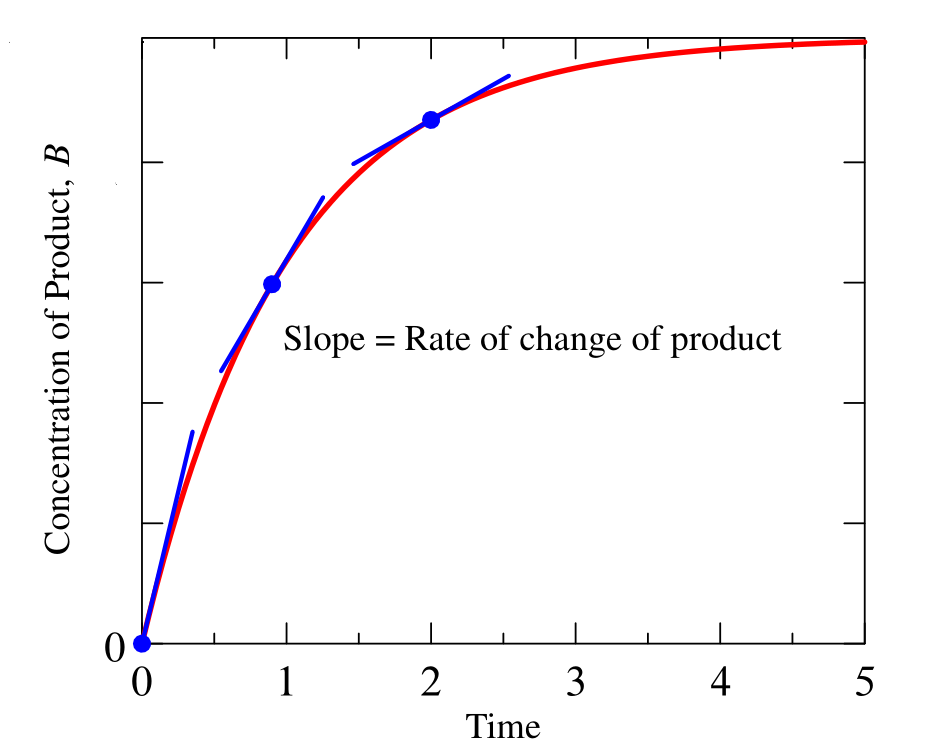 Concentration of Product, B
Slope = Rate of change of product
0
0 1 2 3 4 5
Time